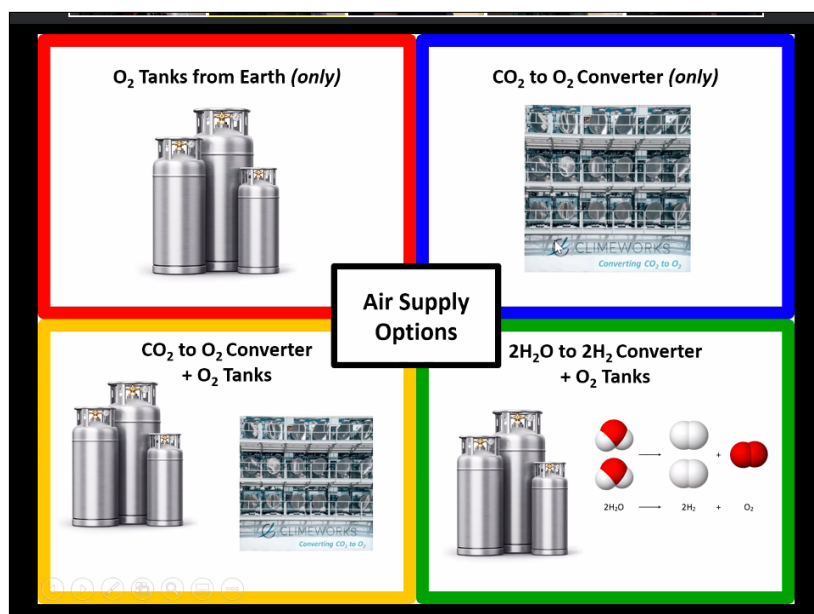 O₂ Tanks from Earth (only)
CO₂ to O₂ Converter (only)
CLIMEWORKS
Converting CO₂ to O₂
Air Supply
Options
CO₂ to O₂ Converter
+ O₂ Tanks
CLIMEWORKS
Converting CO₂ to O₂
2H₂O to 2H₂ Converter
+ O₂ Tanks
+
2H₂O ⟶ 2H₂ + O₂